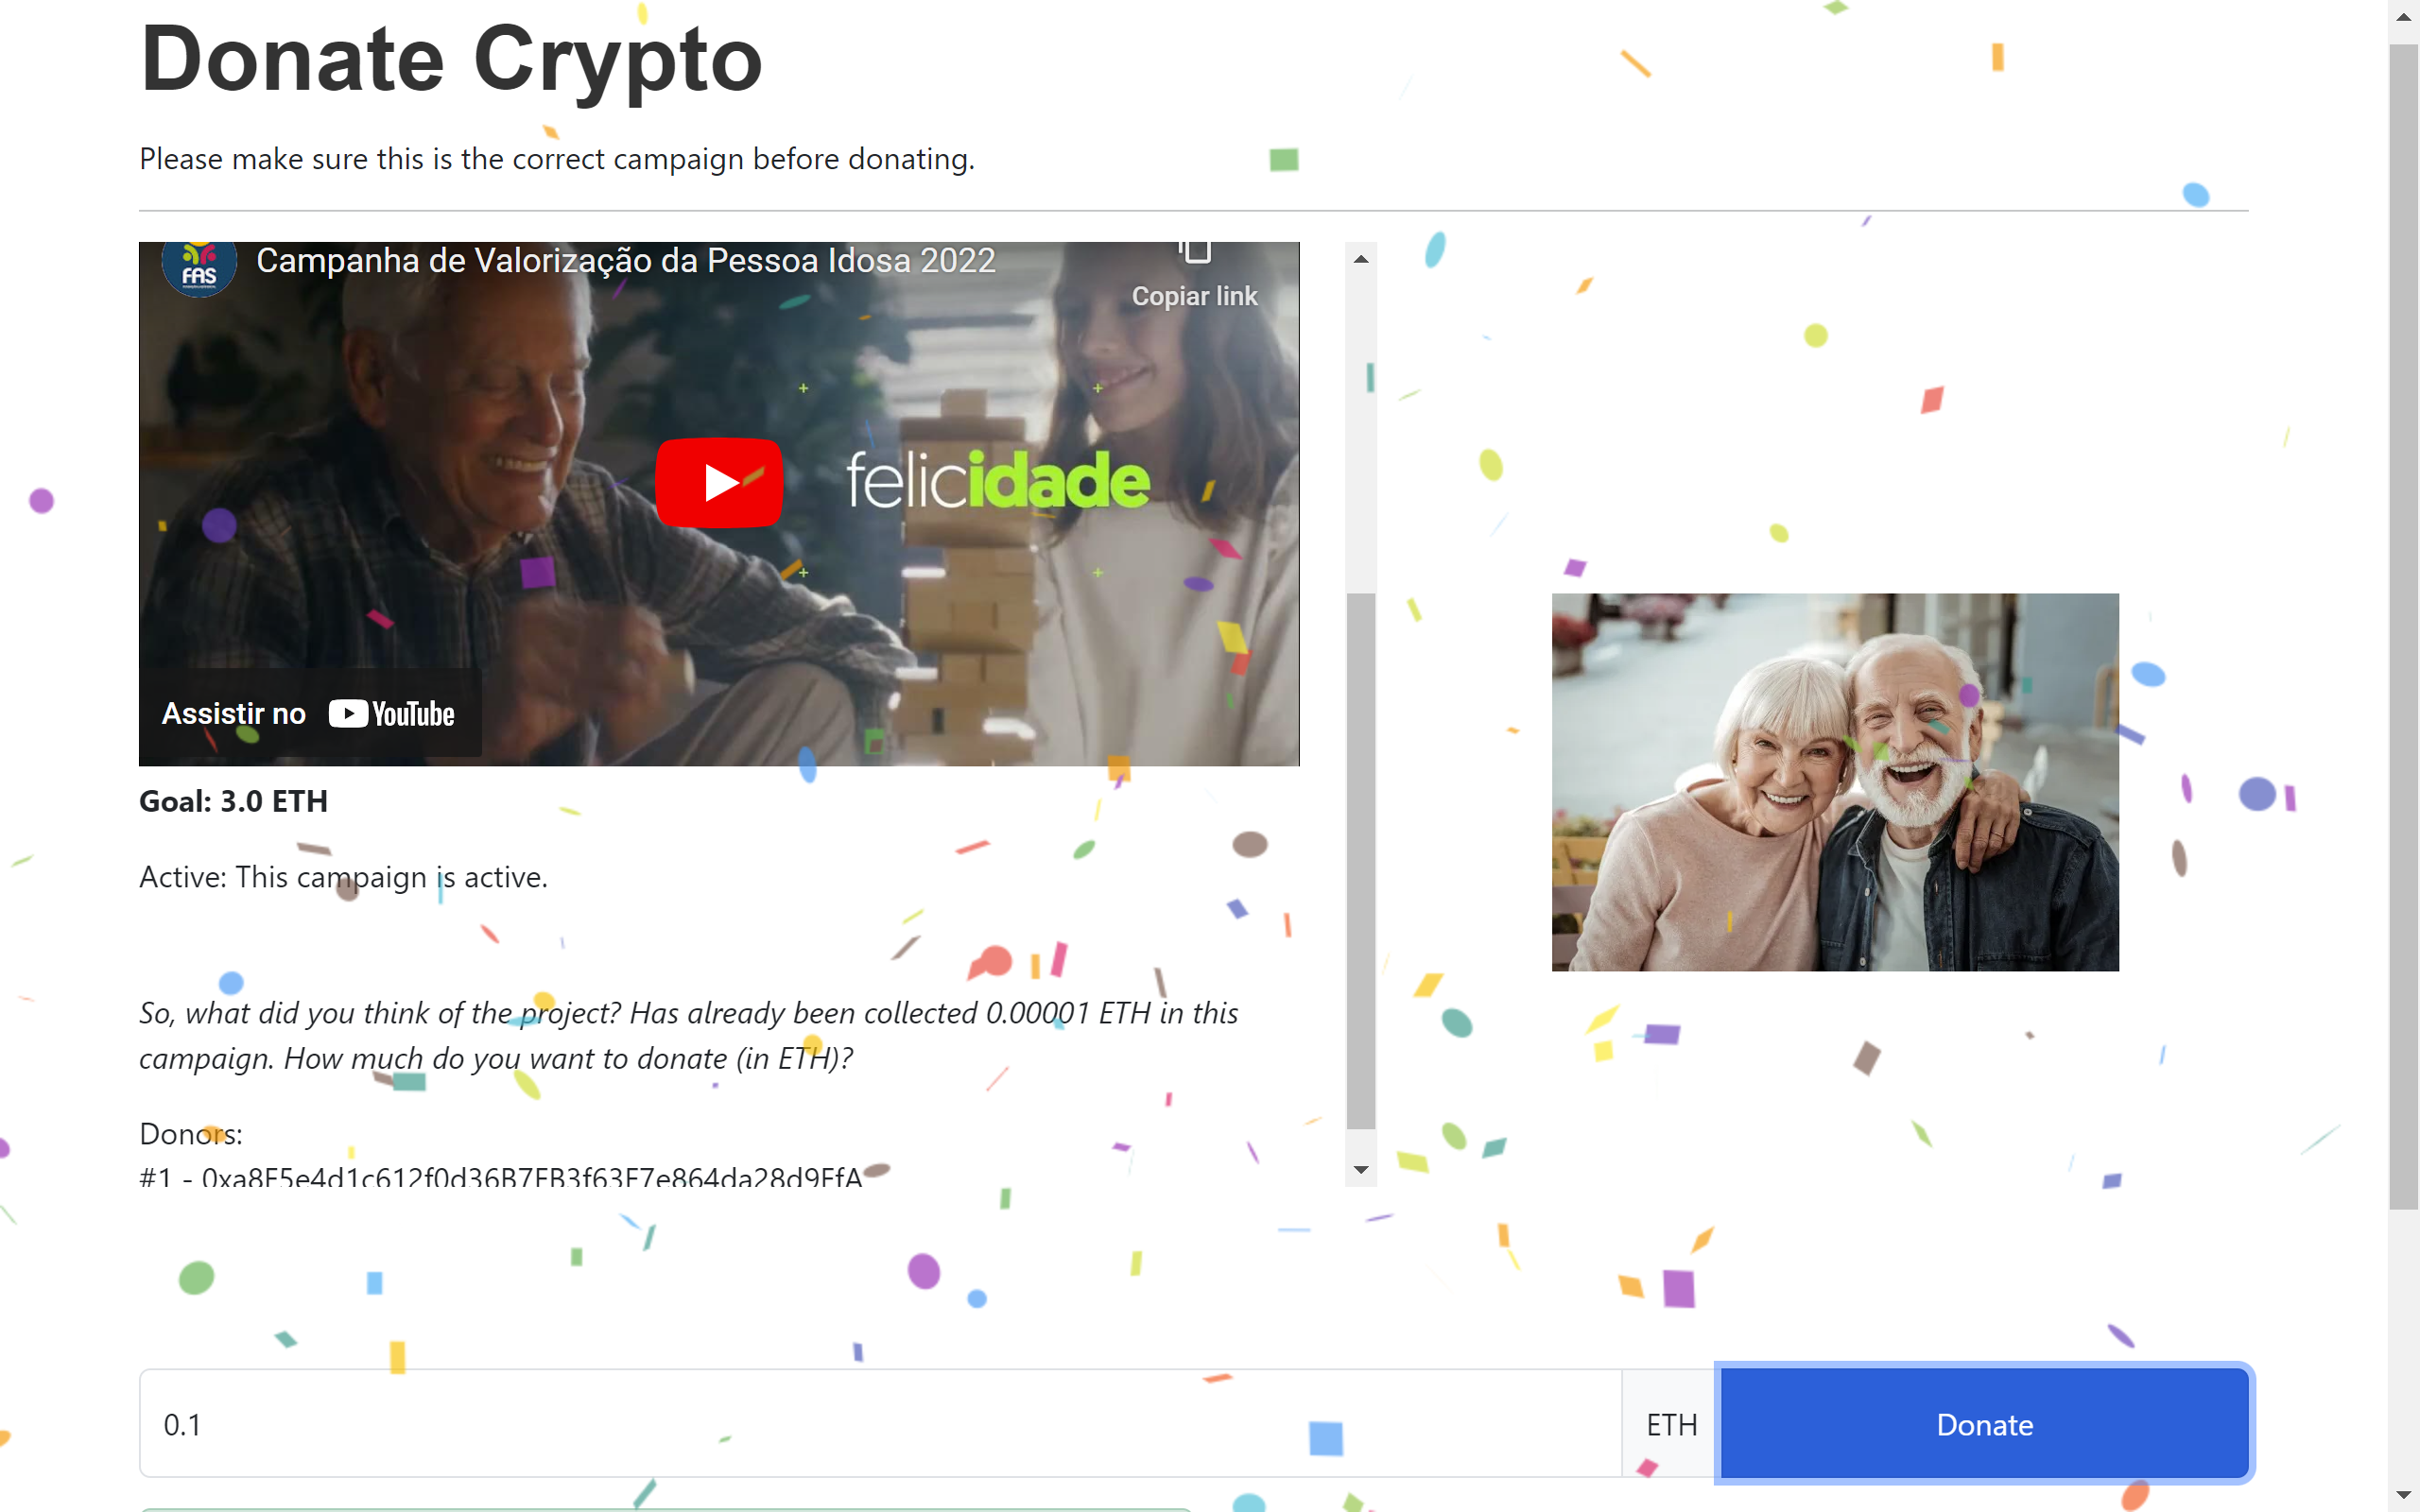 Donate Crypto
Please make sure this is the correct campaign before donating.
FAS
Campanha de Valorização da Pessoa Idosa 2022
Copiar link
felicidade
Assistir no YouTube
Goal: 3.0 ETH
Active: This campaign is active.
So, what did you think of the project? Has already been collected 0.00001 ETH in this
campaign. How much do you want to donate (in ETH)?
Donors:
#1 - 0xa8F5e4d1c612f0d36B7FB3f63F7e864da28d9FfA
0.1
ETH
Donate